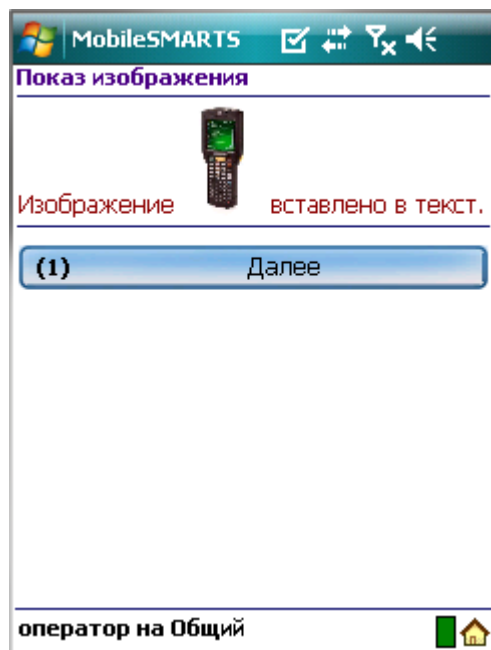 MobileSMARTS
Показ изображения
Изображение вставлено в текст.
(1) Далее
оператор на Общий